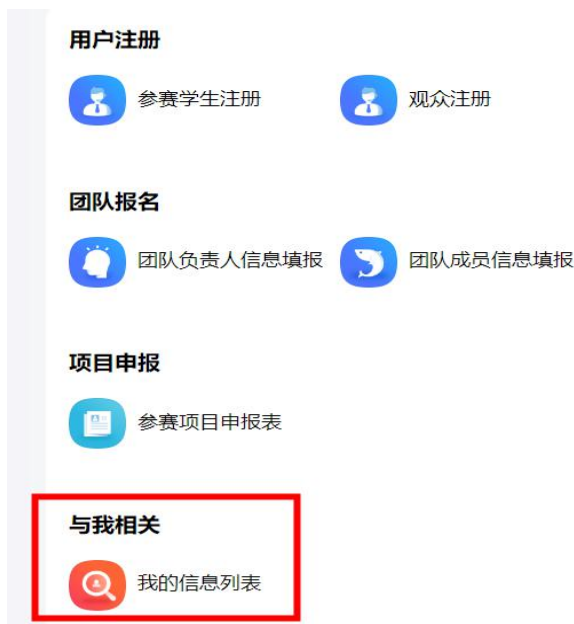 用户注册
参赛学生注册 观众注册
团队报名
团队负责人信息填报 团队成员信息填报
项目申报
参赛项目申报表
与我相关
我的信息列表